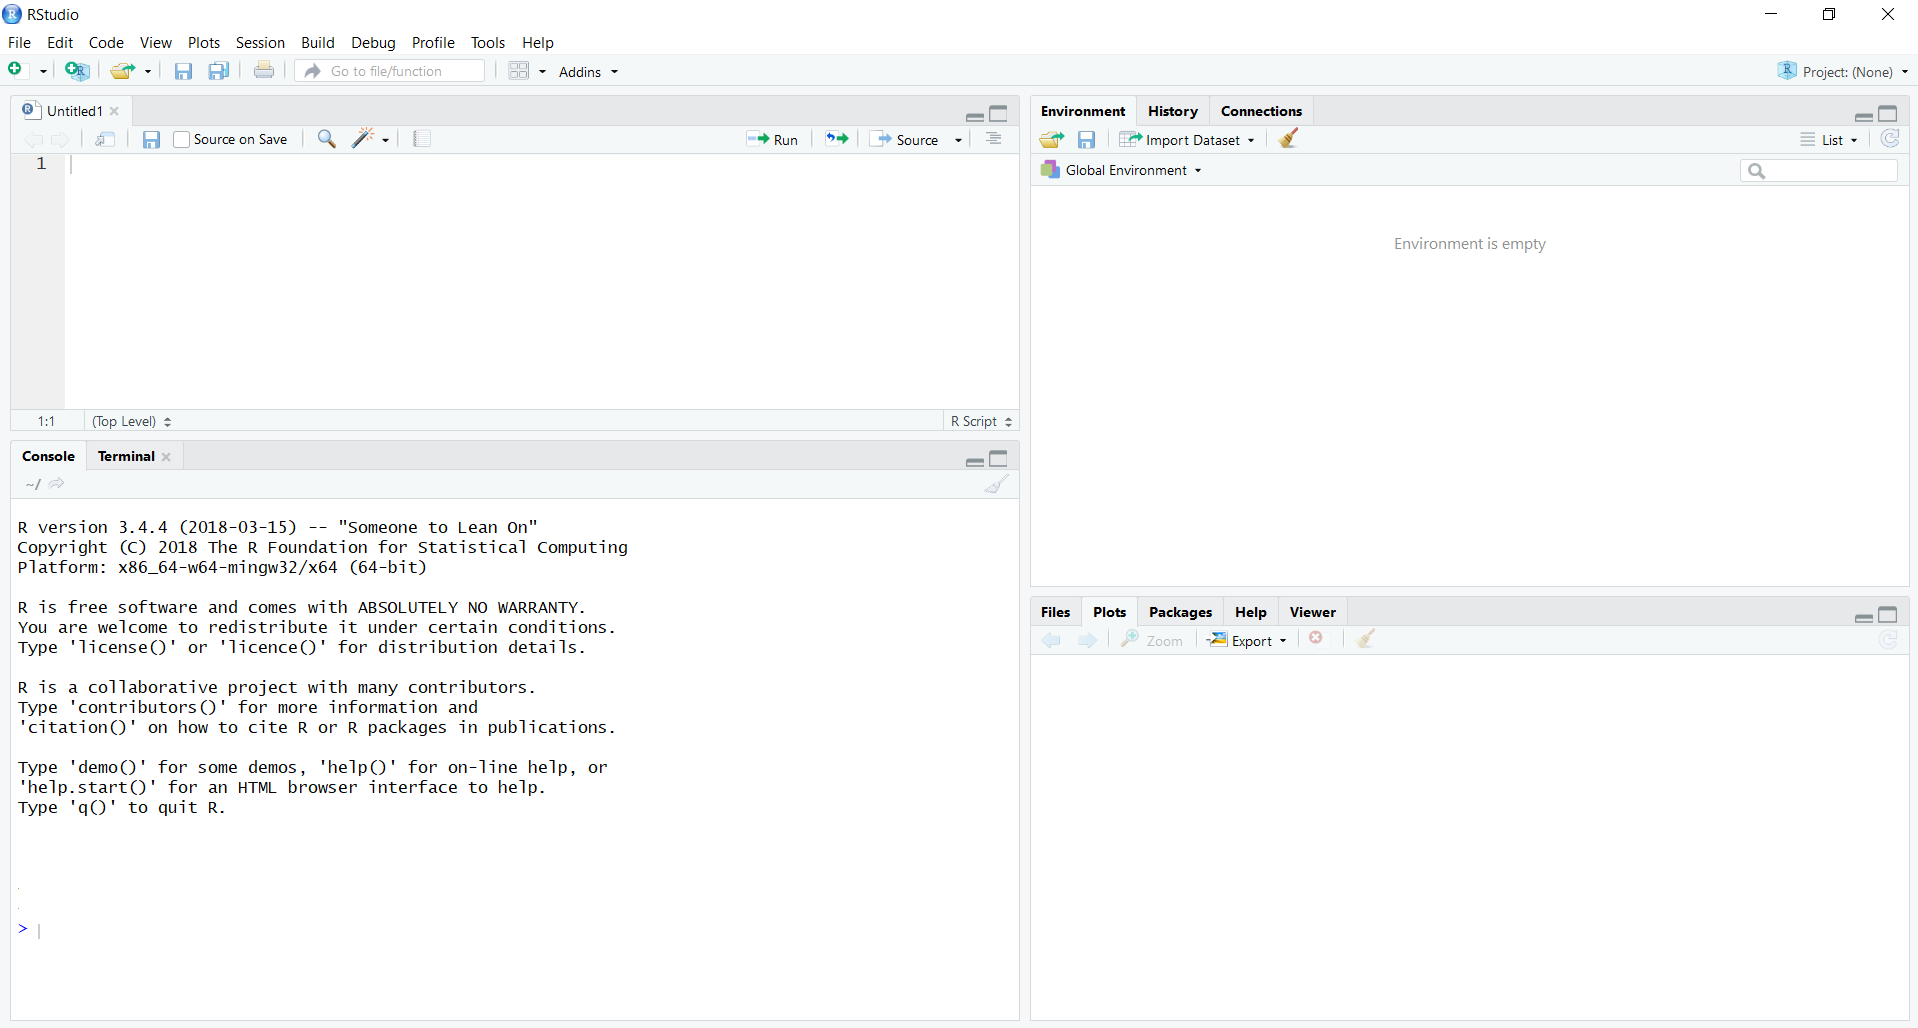 RStudio
File Edit Code View Plots Session Build Debug Profile Tools Help
Go to file/function Addins Project: (None)
Untitled1
Source on Save Run Source
1
1:1 (Top Level) R Script
Console Terminal
~/
R version 3.4.4 (2018-03-15) -- "Someone to Lean On"
Copyright (C) 2018 The R Foundation for Statistical Computing
Platform: x86_64-w64-mingw32/x64 (64-bit)
R is free software and comes with ABSOLUTELY NO WARRANTY.
You are welcome to redistribute it under certain conditions.
Type 'license()' or 'licence()' for distribution details.
R is a collaborative project with many contributors.
Type 'contributors()' for more information and
'citation()' on how to cite R or R packages in publications.
Type 'demo()' for some demos, 'help()' for on-line help, or
'help.start()' for an HTML browser interface to help.
Type 'q()' to quit R.
>
Environment History Connections
Import Dataset List
Global Environment
Environment is empty
Files Plots Packages Help Viewer
Zoom Export